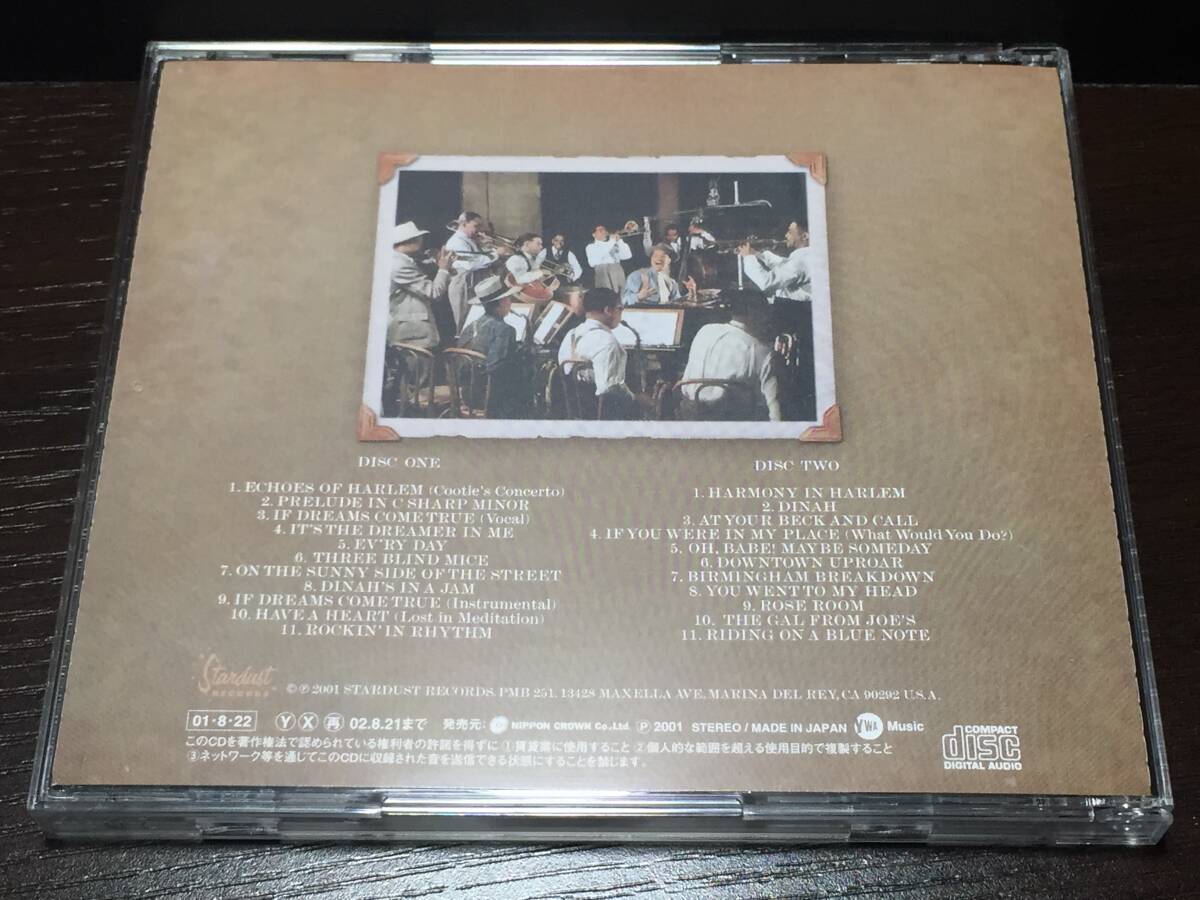 DISC ONE
1. ECHOES OF HARLEM (Cootie's Concerto)
2. PRELUDE IN C SHARP MINOR
3. IF DREAMS COME TRUE (Vocal)
4. IT'S THE DREAMER IN ME
5. EV'RY DAY
6. THREE BLIND MICE
7. ON THE SUNNY SIDE OF THE STREET
8. DINAH'S IN A JAM
9. IF DREAMS COME TRUE (Instrumental)
10. HAVE A HEART (Lost in Meditation)
11. ROCKIN' IN RHYTHM
DISC TWO
1. HARMONY IN HARLEM
2. DINAH
3. AT YOUR BECK AND CALL
4. IF YOU WERE IN MY PLACE (What Would You Do?)
5. OH, BABE! MAYBE SOMEDAY
6. DOWNTOWN UPROAR
7. BIRMINGHAM BREAKDOWN
8. YOU WENT TO MY HEAD
9. ROSE ROOM
10. THE GAL FROM JOE'S
11. RIDING ON A BLUE NOTE
Stardust
RECORDS
©℗ 2001 STARDUST RECORDS. PMB 251, 13428 MAXELLA AVE, MARINA DEL REY, CA 90292 U.S.A.
01・8・22 Ⓨ Ⓧ ㊢ 02.8.21まで 発売元: NIPPON CROWN Co.,Ltd. ℗ 2001 STEREO / MADE IN JAPAN YWA Music
このCDを著作権法で認められている権利者の許諾を得ずに ①賃貸業に使用すること ②個人的な範囲を超える使用目的で複製すること
③ネットワーク等を通じてこのCDに収録された音を送信できる状態にすることを禁じます。
COMPACT
disc
DIGITAL AUDIO